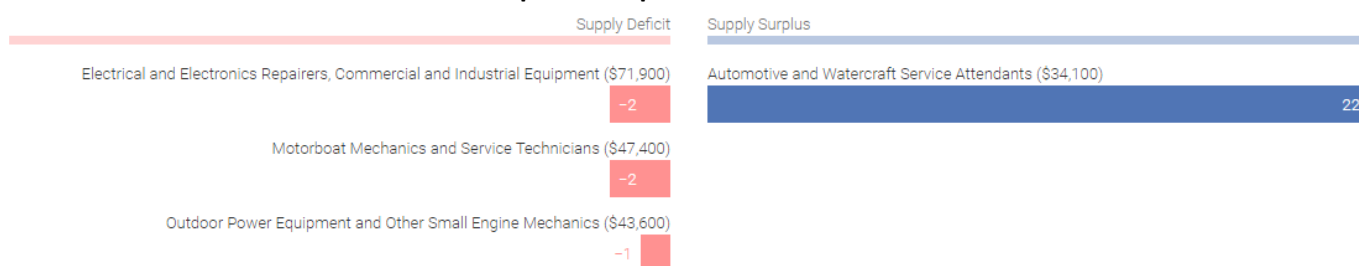 Supply Deficit
Supply Surplus
Electrical and Electronics Repairers, Commercial and Industrial Equipment ($71,900)
−2
Automotive and Watercraft Service Attendants ($34,100)
22
Motorboat Mechanics and Service Technicians ($47,400)
−2
Outdoor Power Equipment and Other Small Engine Mechanics ($43,600)
−1